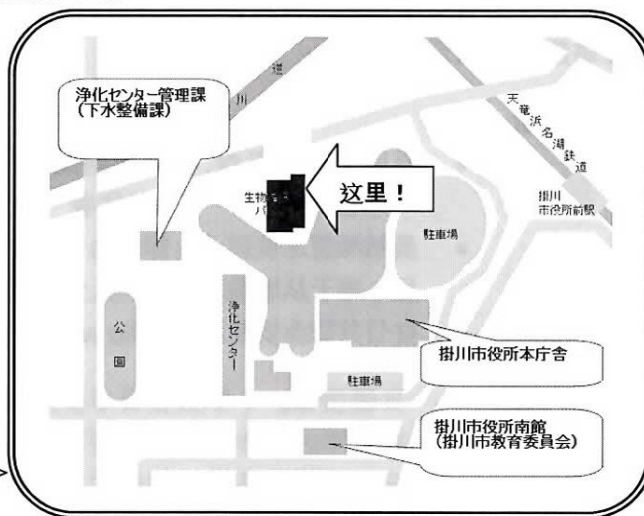 浄化センター管理課
(下水整備課)
川
道
天竜浜名湖鉄道
掛川
市役所前駅
生物
パ
这里！
駐車場
公園
浄化センター
掛川市役所本庁舎
駐車場
掛川市役所南館
(掛川市教育委員会)